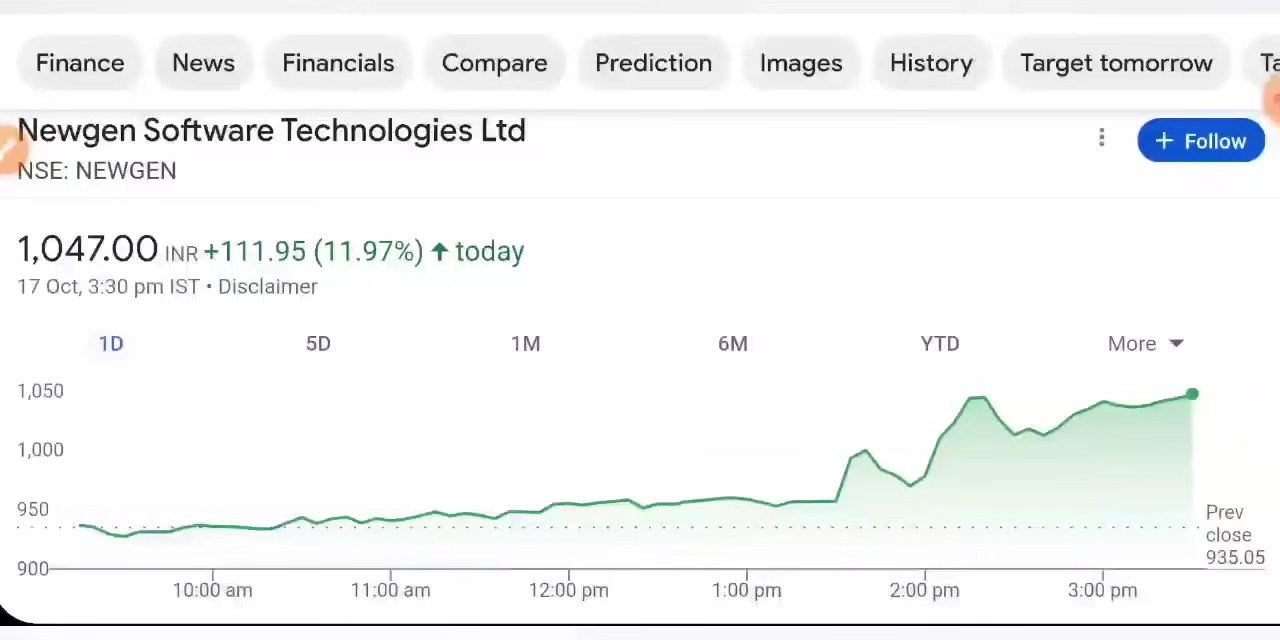 Finance News Financials Compare Prediction Images History Target tomorrow
Newgen Software Technologies Ltd
+ Follow
NSE: NEWGEN
1,047.00 INR +111.95 (11.97%) ↑ today
17 Oct, 3:30 pm IST • Disclaimer
1D 5D 1M 6M YTD More
1,050
1,000
950
900
Prev
close
935.05
10:00 am 11:00 am 12:00 pm 1:00 pm 2:00 pm 3:00 pm